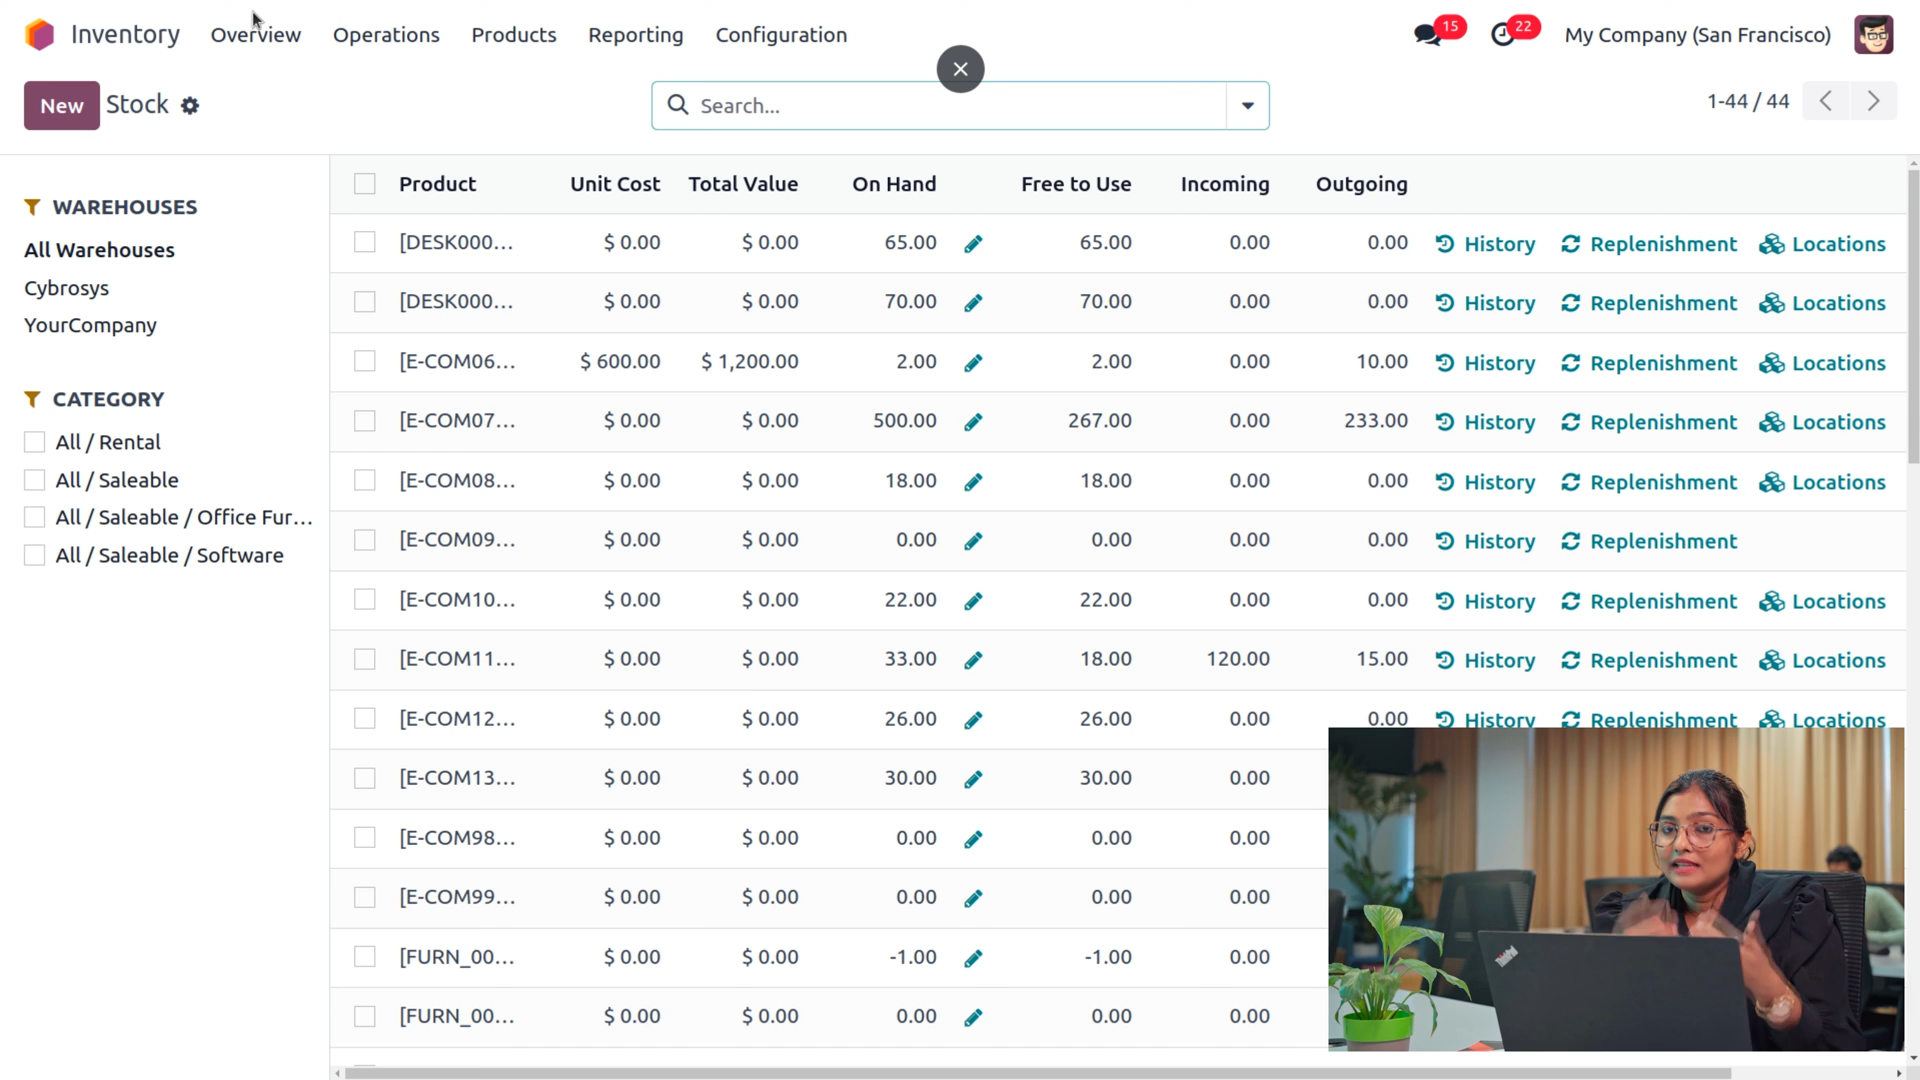 Inventory Overview Operations Products Reporting Configuration 15 22 My Company (San Francisco)
New Stock Search... 1-44 / 44
WAREHOUSES
All Warehouses
Cybrosys
YourCompany
CATEGORY
All / Rental
All / Saleable
All / Saleable / Office Fur...
All / Saleable / Software
Product Unit Cost Total Value On Hand Free to Use Incoming Outgoing
[DESK000... $ 0.00 $ 0.00 65.00 65.00 0.00 0.00 History Replenishment Locations
[DESK000... $ 0.00 $ 0.00 70.00 70.00 0.00 0.00 History Replenishment Locations
[E-COM06... $ 600.00 $ 1,200.00 2.00 2.00 0.00 10.00 History Replenishment Locations
[E-COM07... $ 0.00 $ 0.00 500.00 267.00 0.00 233.00 History Replenishment Locations
[E-COM08... $ 0.00 $ 0.00 18.00 18.00 0.00 0.00 History Replenishment Locations
[E-COM09... $ 0.00 $ 0.00 0.00 0.00 0.00 0.00 History Replenishment
[E-COM10... $ 0.00 $ 0.00 22.00 22.00 0.00 0.00 History Replenishment Locations
[E-COM11... $ 0.00 $ 0.00 33.00 18.00 120.00 15.00 History Replenishment Locations
[E-COM12... $ 0.00 $ 0.00 26.00 26.00 0.00 0.00 History Replenishment Locations
[E-COM13... $ 0.00 $ 0.00 30.00 30.00 0.00
[E-COM98... $ 0.00 $ 0.00 0.00 0.00 0.00
[E-COM99... $ 0.00 $ 0.00 0.00 0.00 0.00
[FURN_00... $ 0.00 $ 0.00 -1.00 -1.00 0.00
[FURN_00... $ 0.00 $ 0.00 0.00 0.00 0.00